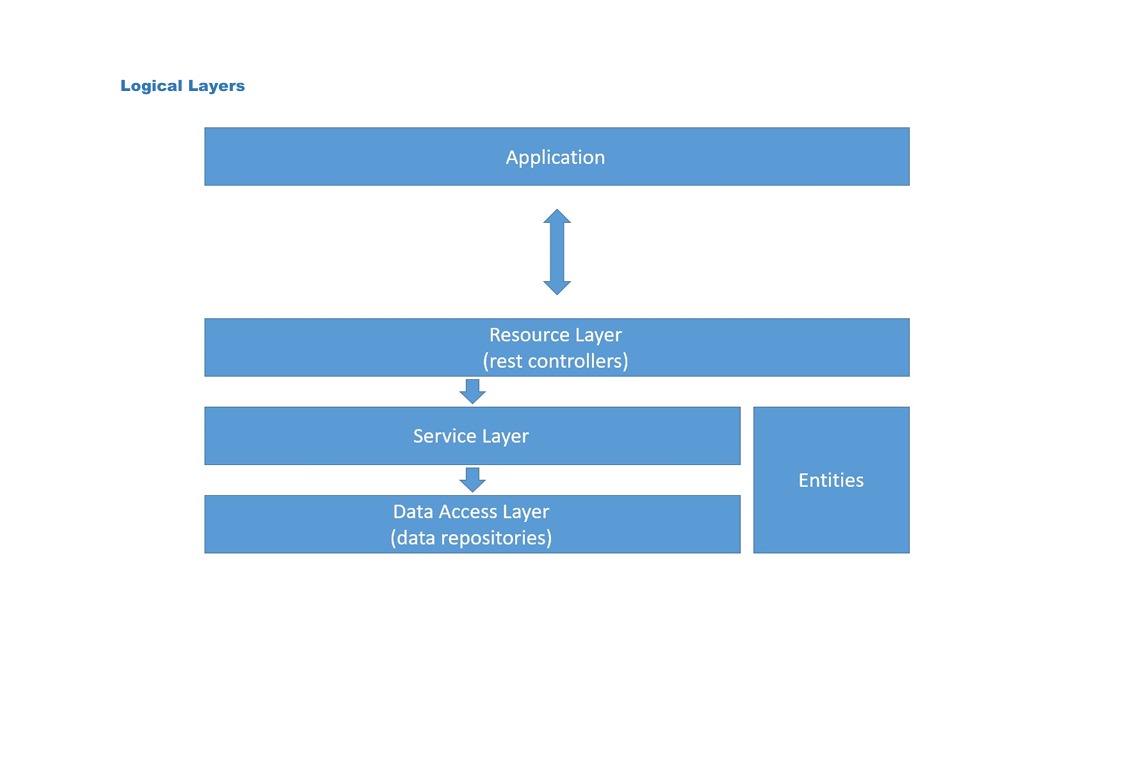 Logical Layers
Application
Resource Layer
(rest controllers)
Service Layer
Entities
Data Access Layer
(data repositories)